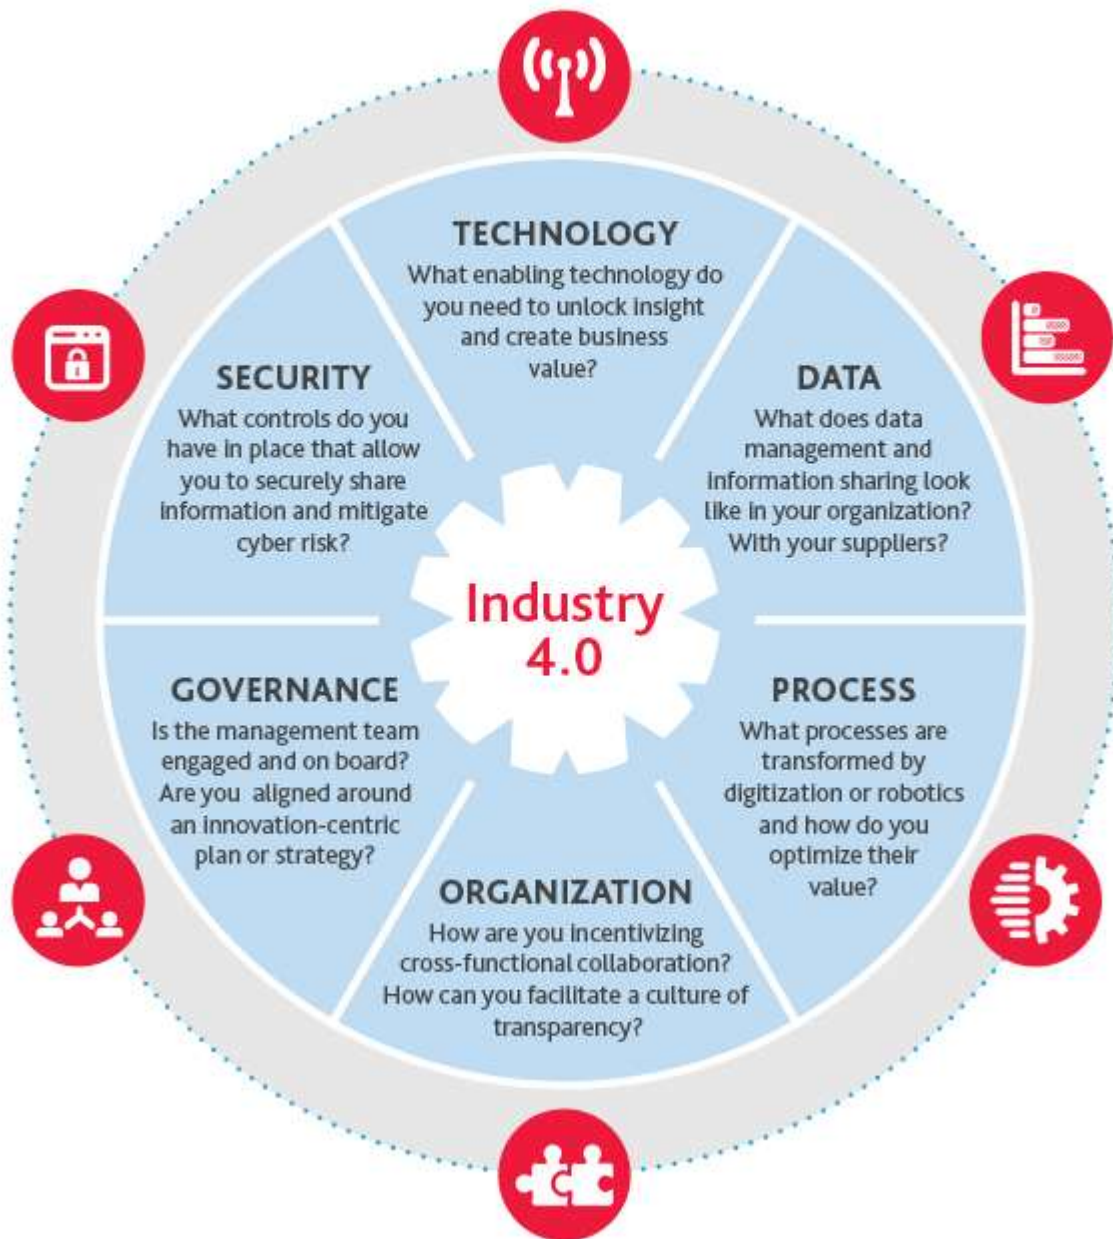 TECHNOLOGY
What enabling technology do
you need to unlock insight
and create business
value?
DATA
What does data
management and
information sharing look
like in your organization?
With your suppliers?
PROCESS
What processes are
transformed by
digitization or robotics
and how do you
optimize their
value?
ORGANIZATION
How are you incentivizing
cross-functional collaboration?
How can you facilitate a culture of
transparency?
GOVERNANCE
Is the management team
engaged and on board?
Are you aligned around
an innovation-centric
plan or strategy?
SECURITY
What controls do you
have in place that allow
you to securely share
information and mitigate
cyber risk?
Industry
4.0